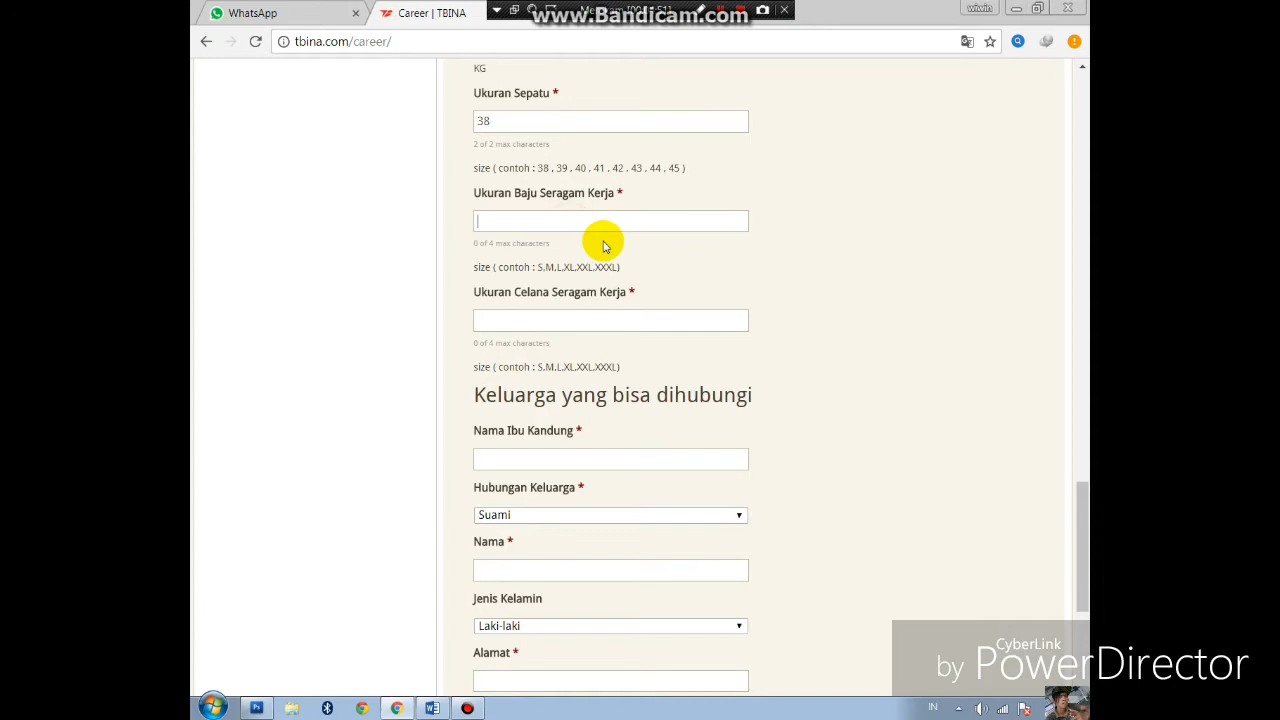 WhatsApp
Career | TBINA
www.Bandicam.com
wiwin
tbina.com/career/
KG
Ukuran Sepatu *
38
2 of 2 max characters
size ( contoh : 38 , 39 , 40 , 41 , 42 , 43 , 44 , 45 )
Ukuran Baju Seragam Kerja *
0 of 4 max characters
size ( contoh : S,M,L,XL,XXL,XXXL)
Ukuran Celana Seragam Kerja *
0 of 4 max characters
size ( contoh : S,M,L,XL,XXL,XXXL)
Keluarga yang bisa dihubungi
Nama Ibu Kandung *
Hubungan Keluarga *
Suami
Nama *
Jenis Kelamin
Laki-laki
Alamat *
CyberLink
by PowerDirector
IN